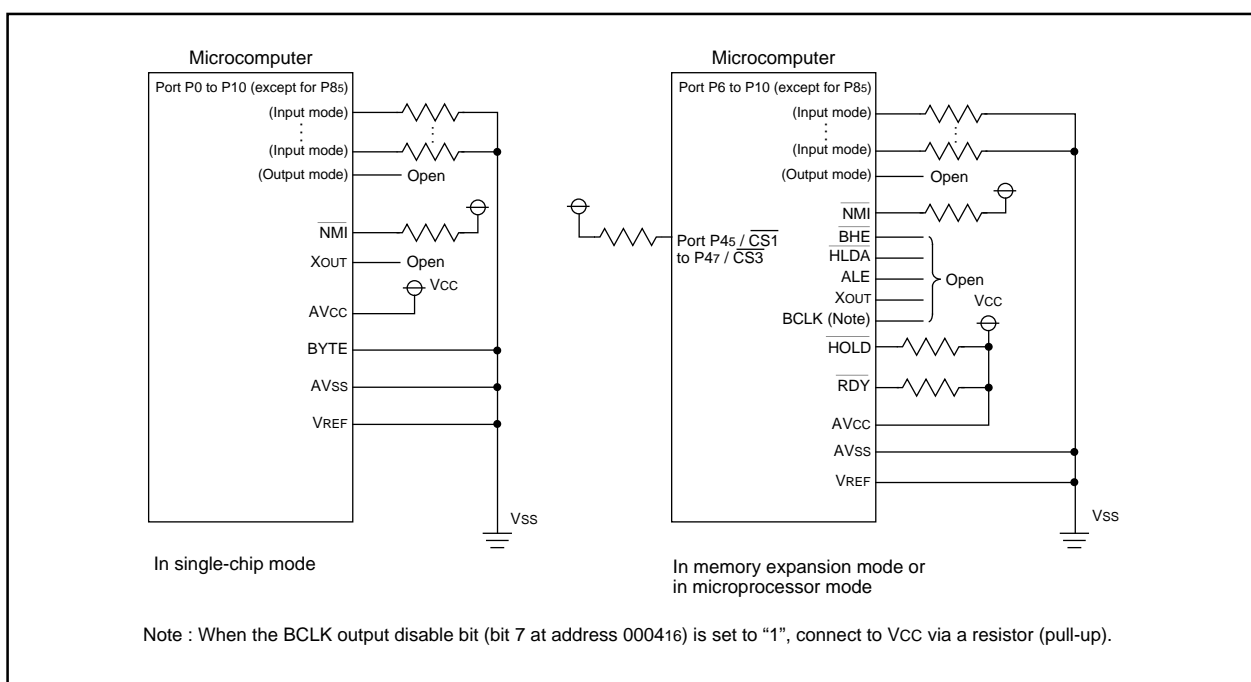 Microcomputer
Port P0 to P10 (except for P85)
(Input mode)
(Input mode)
(Output mode)
Open
NMI
XOUT
Open
VCC
AVCC
BYTE
AVSS
VREF
VSS
In single-chip mode
Microcomputer
Port P6 to P10 (except for P85)
(Input mode)
(Input mode)
(Output mode)
Open
NMI
Port P45 / CS1
to P47 / CS3
BHE
HLDA
ALE
XOUT
BCLK (Note)
Open
VCC
HOLD
RDY
AVCC
AVSS
VREF
VSS
In memory expansion mode or
in microprocessor mode
Note : When the BCLK output disable bit (bit 7 at address 000416) is set to “1”, connect to VCC via a resistor (pull-up).